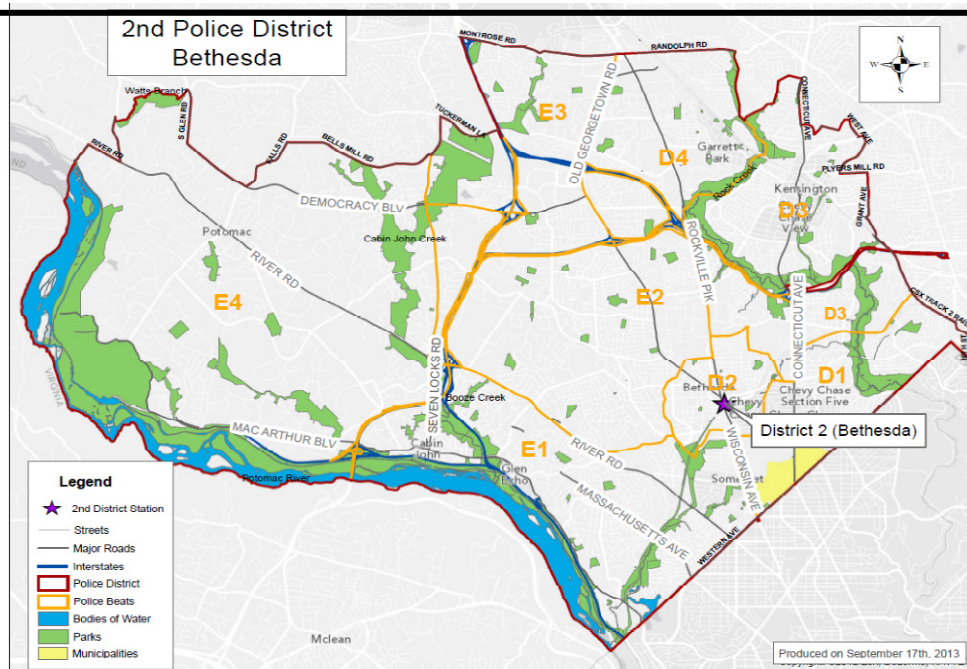 2nd Police District
Bethesda
N
W
E
S
MONTROSE RD
RANDOLPH RD
Watts Branch
S GLEN RD
RIVER RD
FALLS RD
BELLS MILL RD
TUCKERMAN LA
E3
OLD GEORGETOWN RD
D4
Garrett
Park
CONNECTICUT AVE
WEST AVE
PLYERS MILL RD
Rock Creek
Kensington
D3
Chase
View
GRANT AVE
DEMOCRACY BLV
Potomac
Cabin John Creek
RIVER RD
ROCKVILLE PIK
E4
E2
CONNECTICUT AVE
D3
CSX TRACK 2 RAIL
VIRGINIA
SEVEN LOCKS RD
D2
D1
Chevy Chase
Section Five
Booze Creek
Chevy
District 2 (Bethesda)
MAC ARTHUR BLV
Cabin
John
E1
RIVER RD
WISCONSIN AVE
Glen
Echo
Potomac River
MASSACHUSETTS AVE
WESTERN AVE
Legend
2nd District Station
Streets
Major Roads
Interstates
Police District
Police Beats
Bodies of Water
Parks
Municipalities
Mclean
Produced on September 17th, 2013